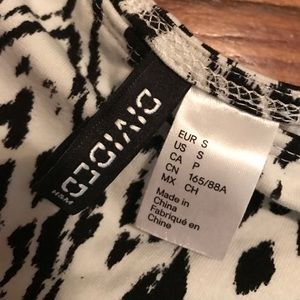 DIVIDED
H&M
EUR S
US S
CA P
CN 165/88A
MX CH
Made in
China
Fabriqué en
Chine